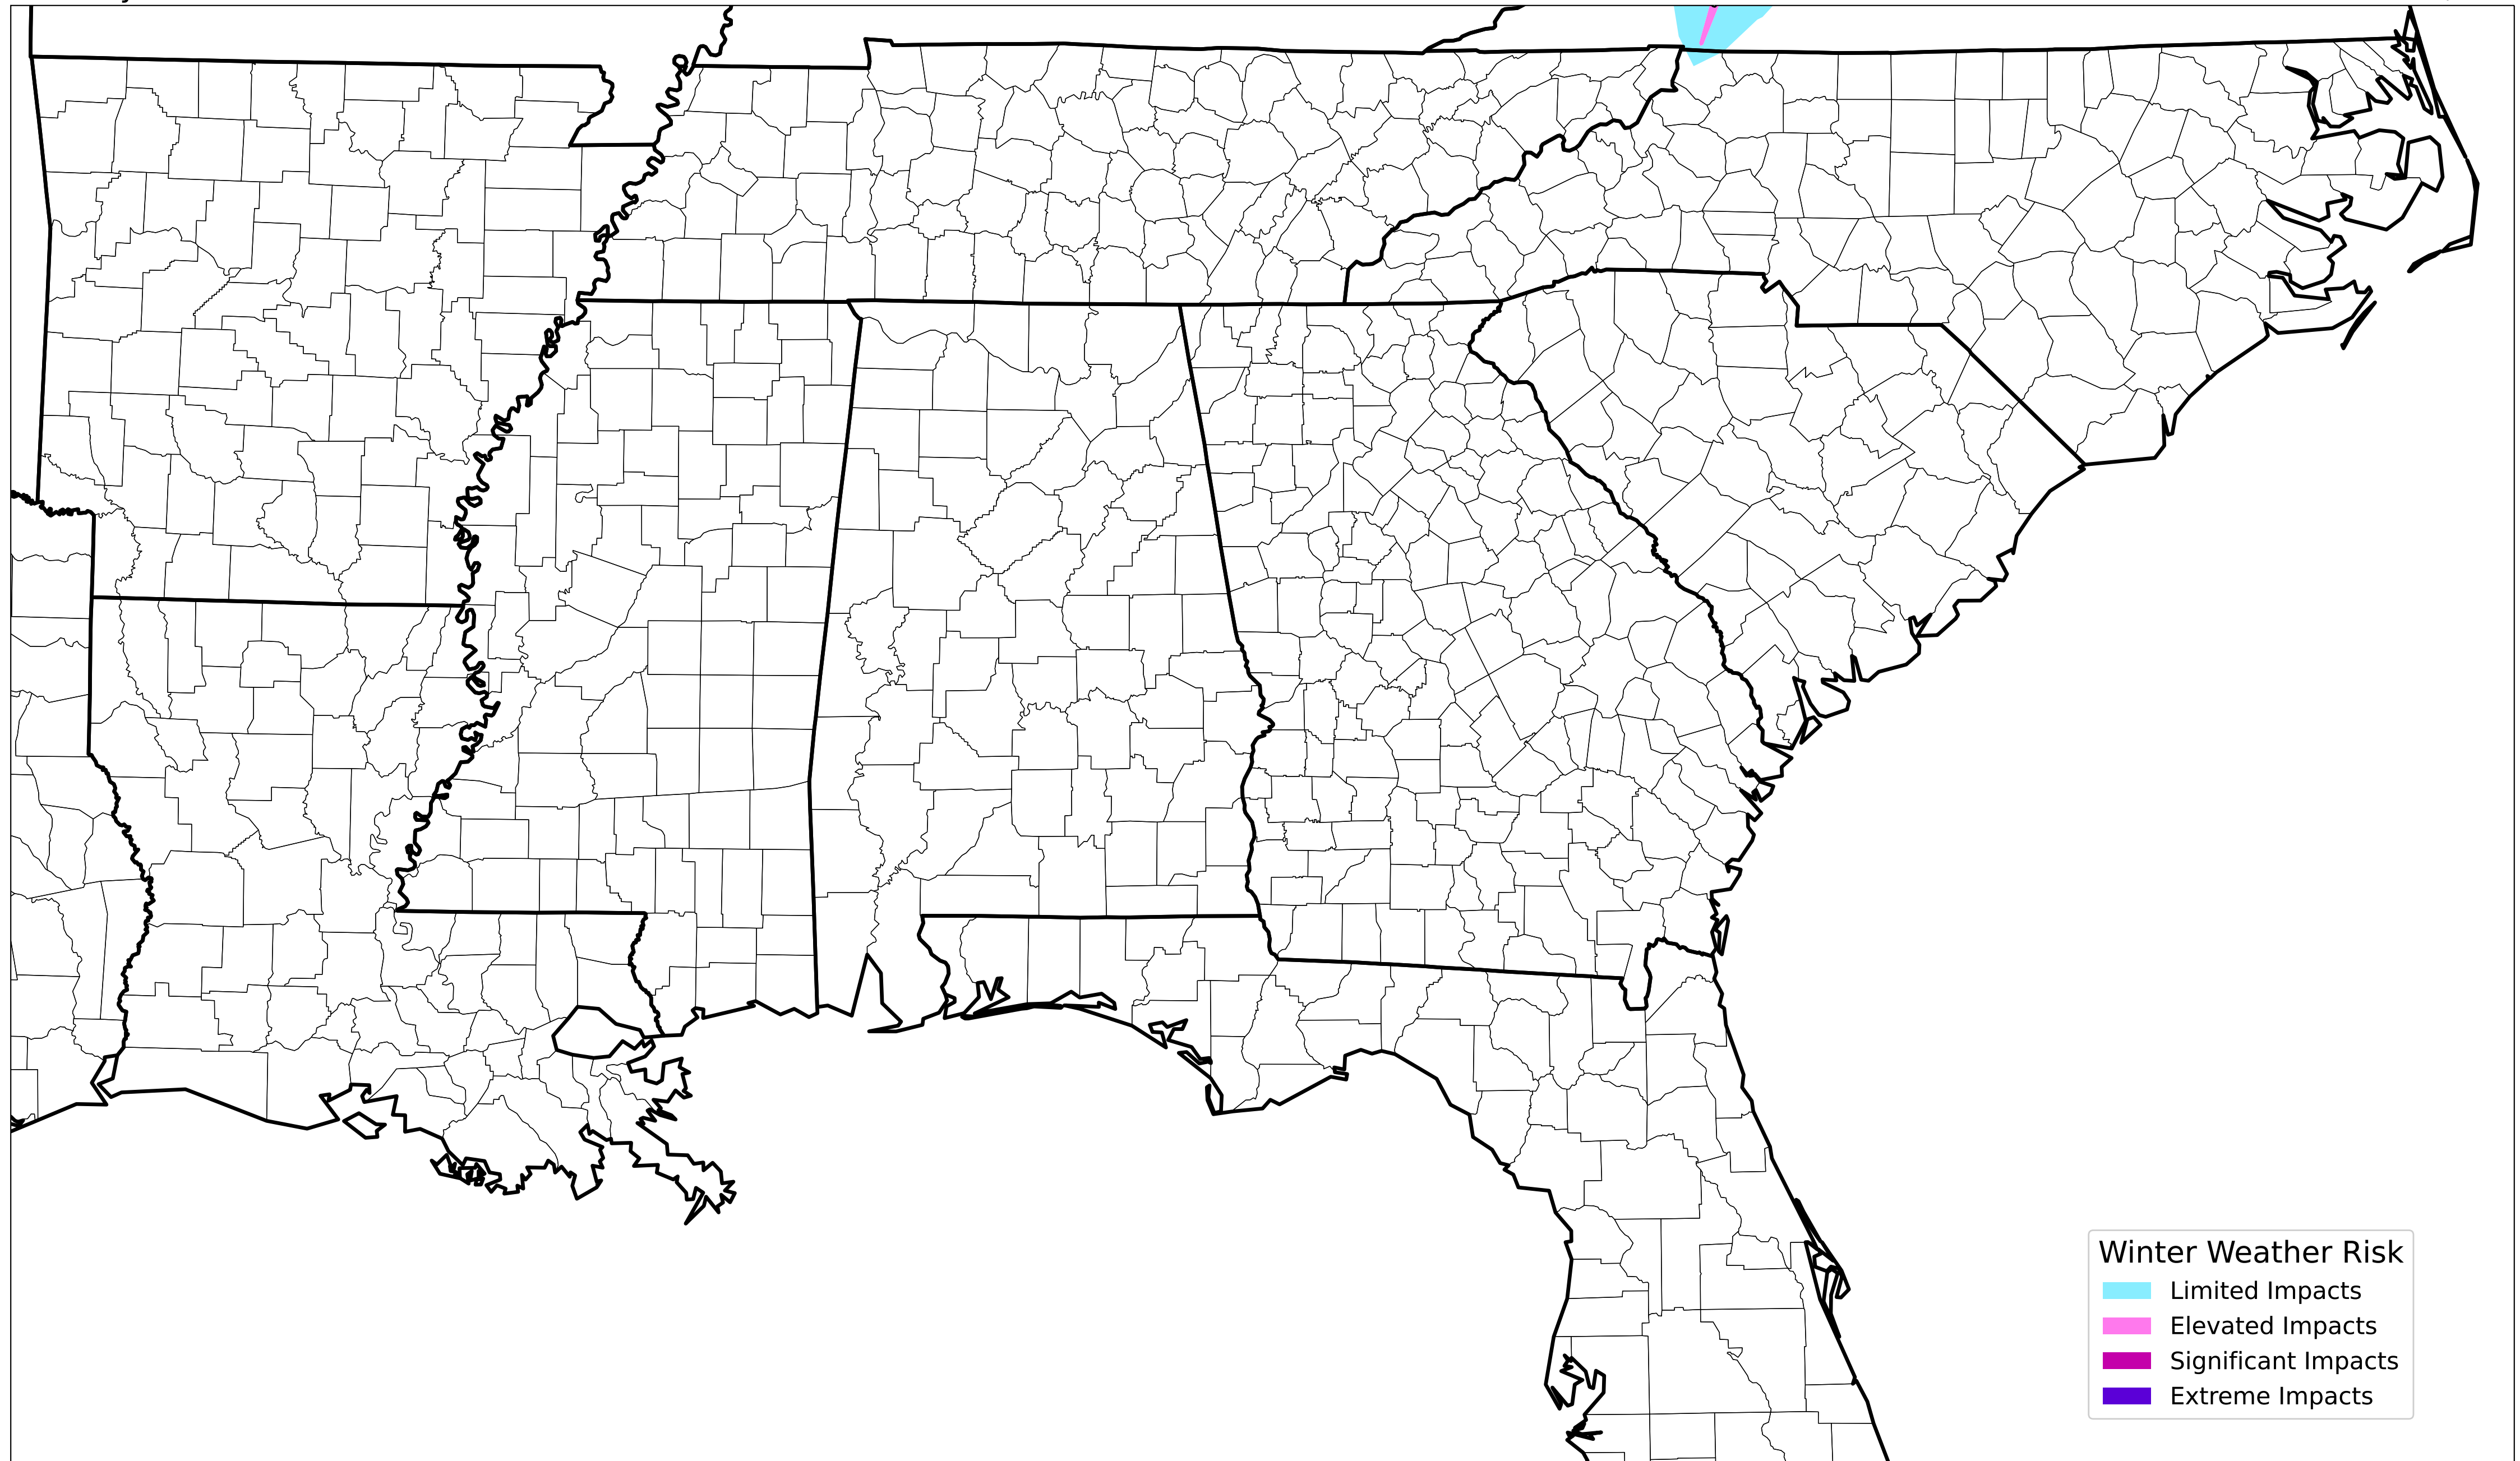 Winter Weather Risk
Limited Impacts
Elevated Impacts
Significant Impacts
Extreme Impacts